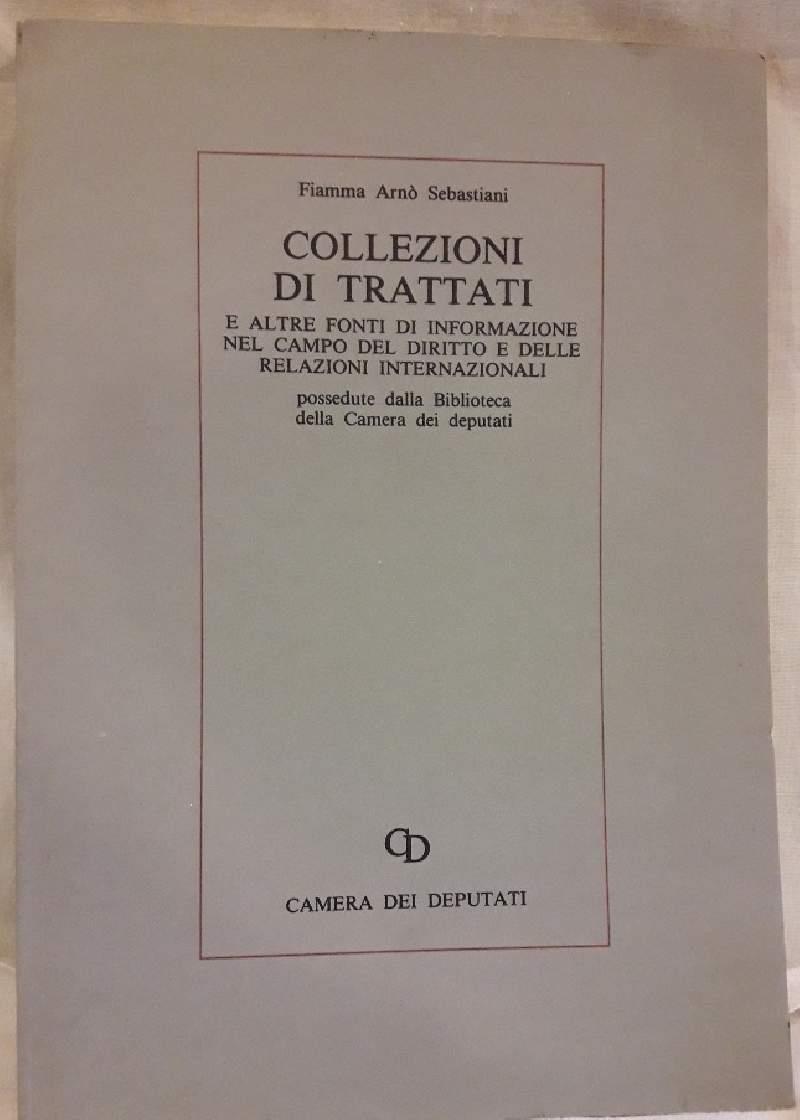 Fiamma Arnò Sebastiani
COLLEZIONI
DI TRATTATI
E ALTRE FONTI DI INFORMAZIONE
NEL CAMPO DEL DIRITTO E DELLE
RELAZIONI INTERNAZIONALI
possedute dalla Biblioteca
della Camera dei deputati
CD
CAMERA DEI DEPUTATI